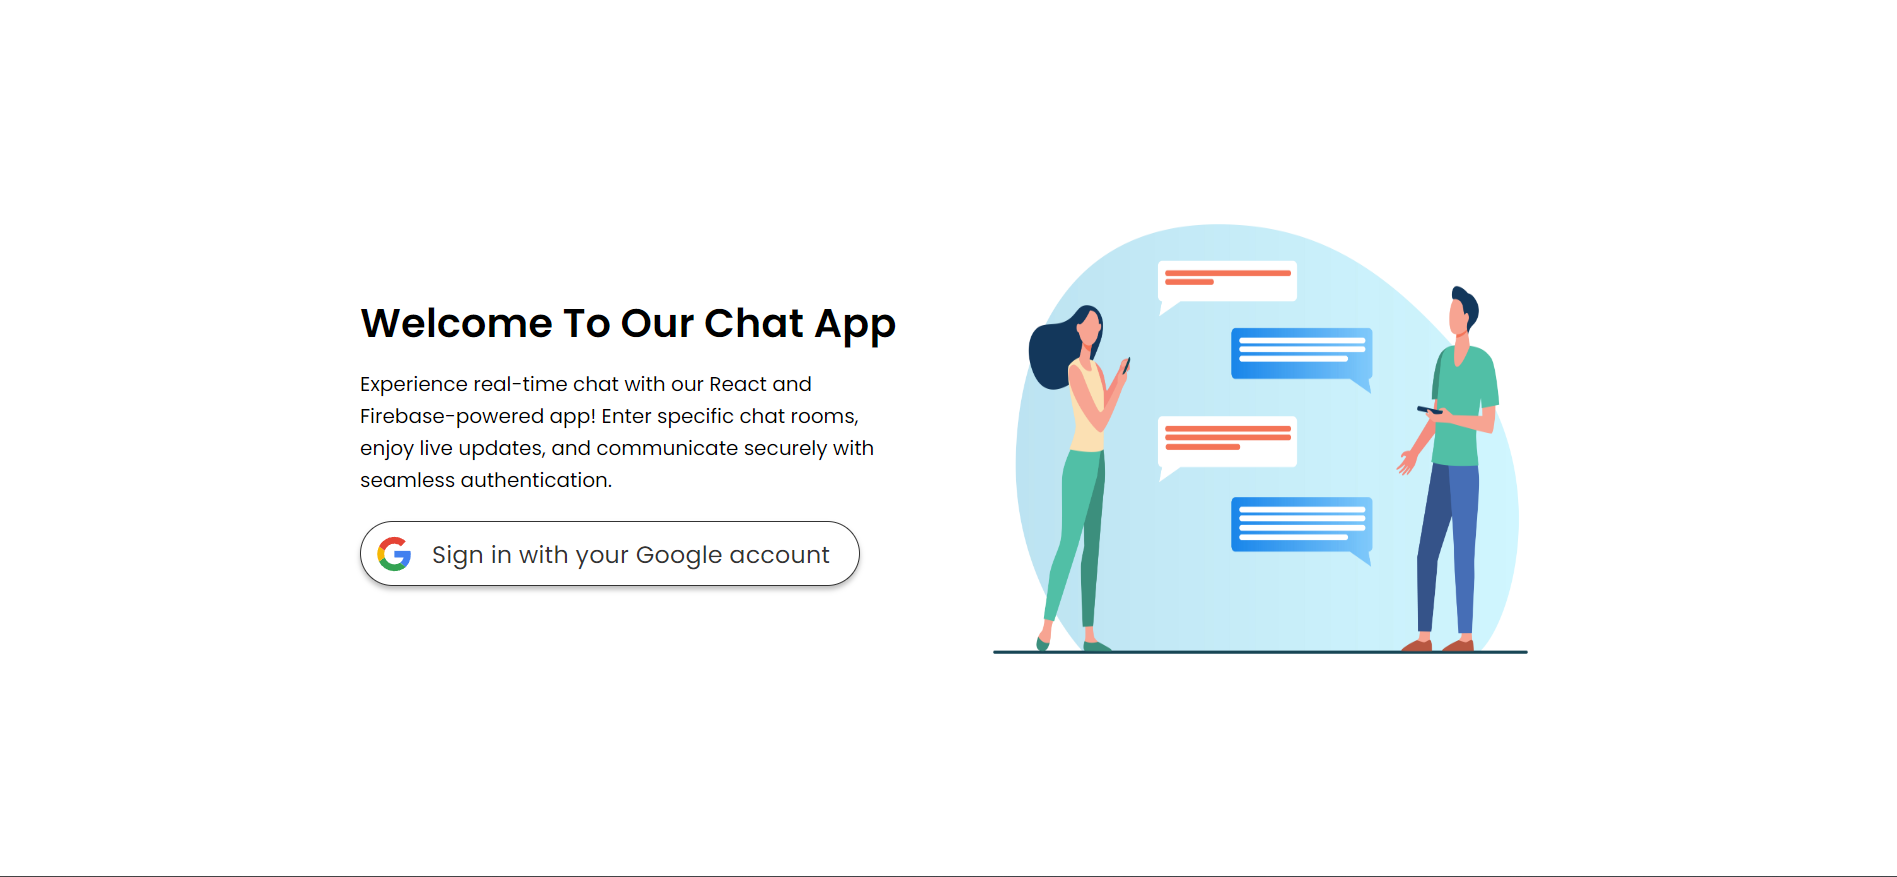 Welcome To Our Chat App
Experience real-time chat with our React and
Firebase-powered app! Enter specific chat rooms,
enjoy live updates, and communicate securely with
seamless authentication.
Sign in with your Google account